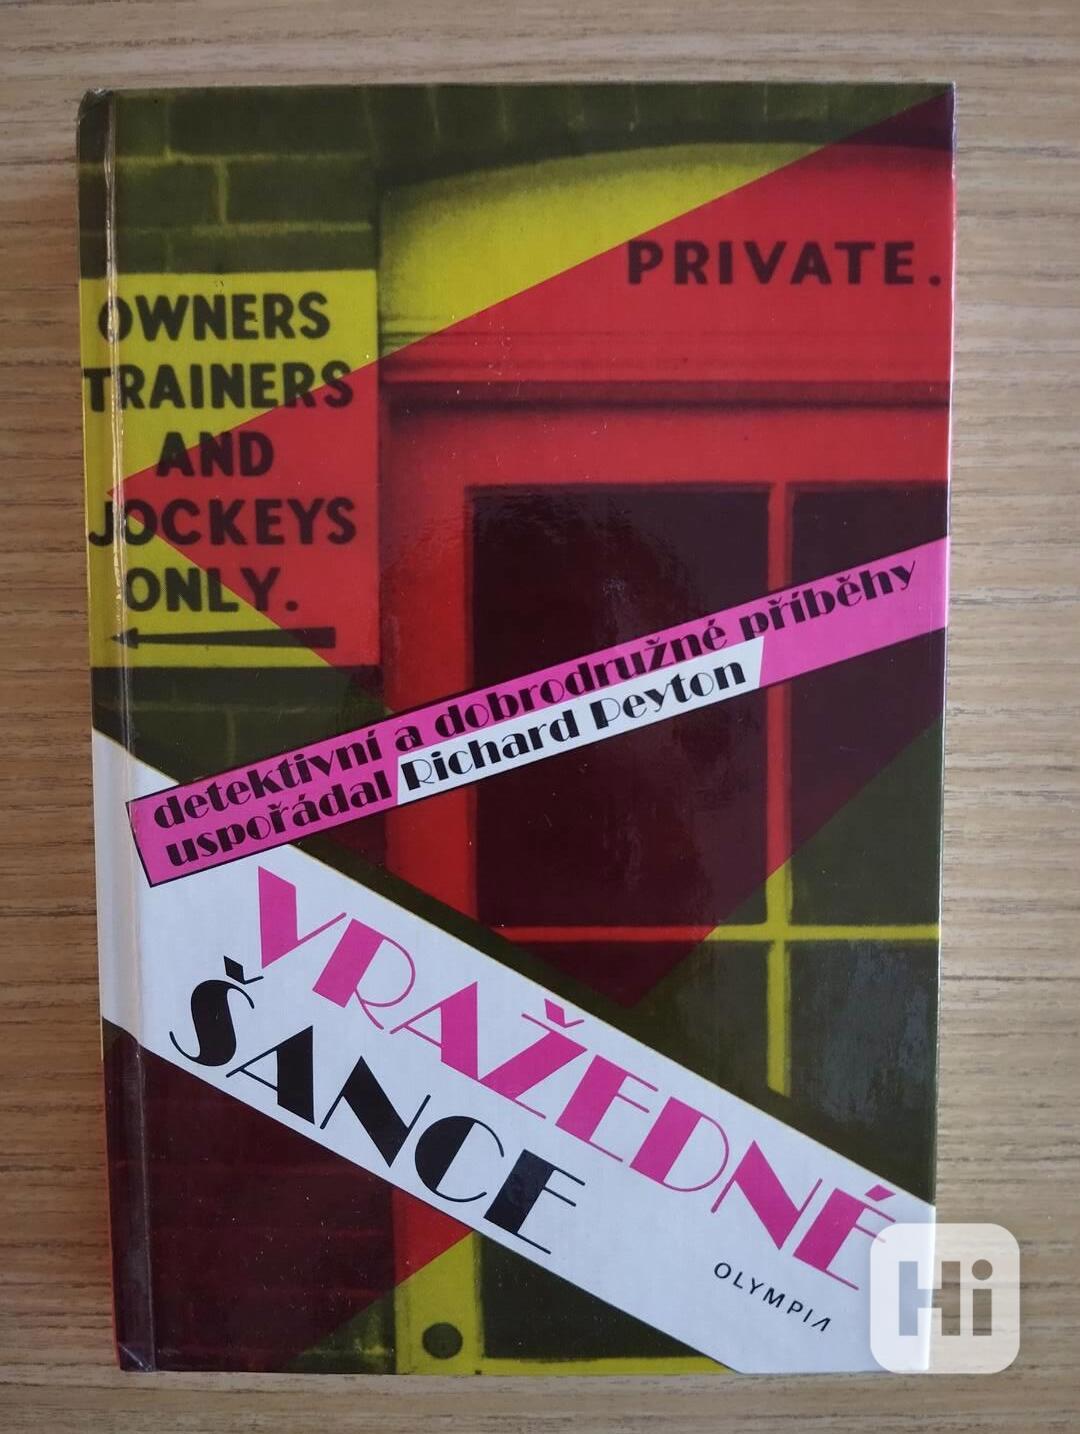 PRIVATE.
OWNERS
TRAINERS
AND
JOCKEYS
ONLY.
detektivní a dobrodružné příběhy
uspořádal Richard Peyton
VRAŽEDNÉ
ŠANCE
OLYMPIA
Hi